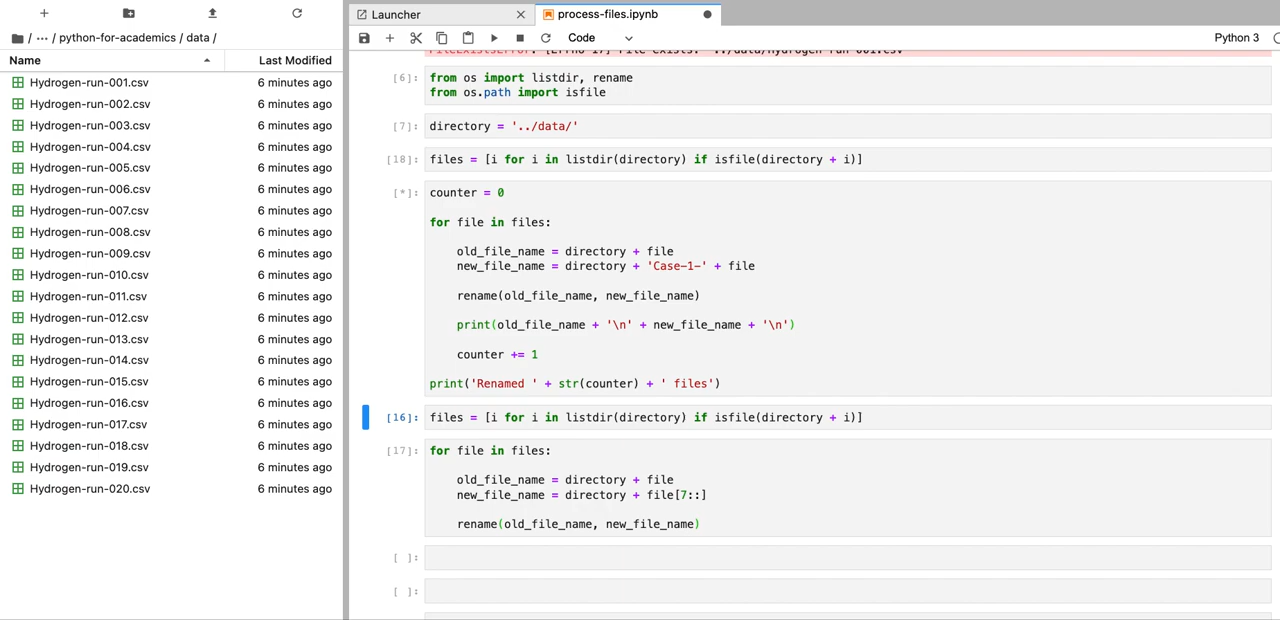 / ··· / python-for-academics / data /
Name Last Modified
Hydrogen-run-001.csv 6 minutes ago
Hydrogen-run-002.csv 6 minutes ago
Hydrogen-run-003.csv 6 minutes ago
Hydrogen-run-004.csv 6 minutes ago
Hydrogen-run-005.csv 6 minutes ago
Hydrogen-run-006.csv 6 minutes ago
Hydrogen-run-007.csv 6 minutes ago
Hydrogen-run-008.csv 6 minutes ago
Hydrogen-run-009.csv 6 minutes ago
Hydrogen-run-010.csv 6 minutes ago
Hydrogen-run-011.csv 6 minutes ago
Hydrogen-run-012.csv 6 minutes ago
Hydrogen-run-013.csv 6 minutes ago
Hydrogen-run-014.csv 6 minutes ago
Hydrogen-run-015.csv 6 minutes ago
Hydrogen-run-016.csv 6 minutes ago
Hydrogen-run-017.csv 6 minutes ago
Hydrogen-run-018.csv 6 minutes ago
Hydrogen-run-019.csv 6 minutes ago
Hydrogen-run-020.csv 6 minutes ago
Launcher
process-files.ipynb
Code
Python 3
[6]: from os import listdir, rename
from os.path import isfile
[7]: directory = '../data/'
[18]: files = [i for i in listdir(directory) if isfile(directory + i)]
[*]: counter = 0
for file in files:
old_file_name = directory + file
new_file_name = directory + 'Case-1-' + file
rename(old_file_name, new_file_name)
print(old_file_name + '\n' + new_file_name + '\n')
counter += 1
print('Renamed ' + str(counter) + ' files')
[16]: files = [i for i in listdir(directory) if isfile(directory + i)]
[17]: for file in files:
old_file_name = directory + file
new_file_name = directory + file[7::]
rename(old_file_name, new_file_name)
[ ]:
[ ]: